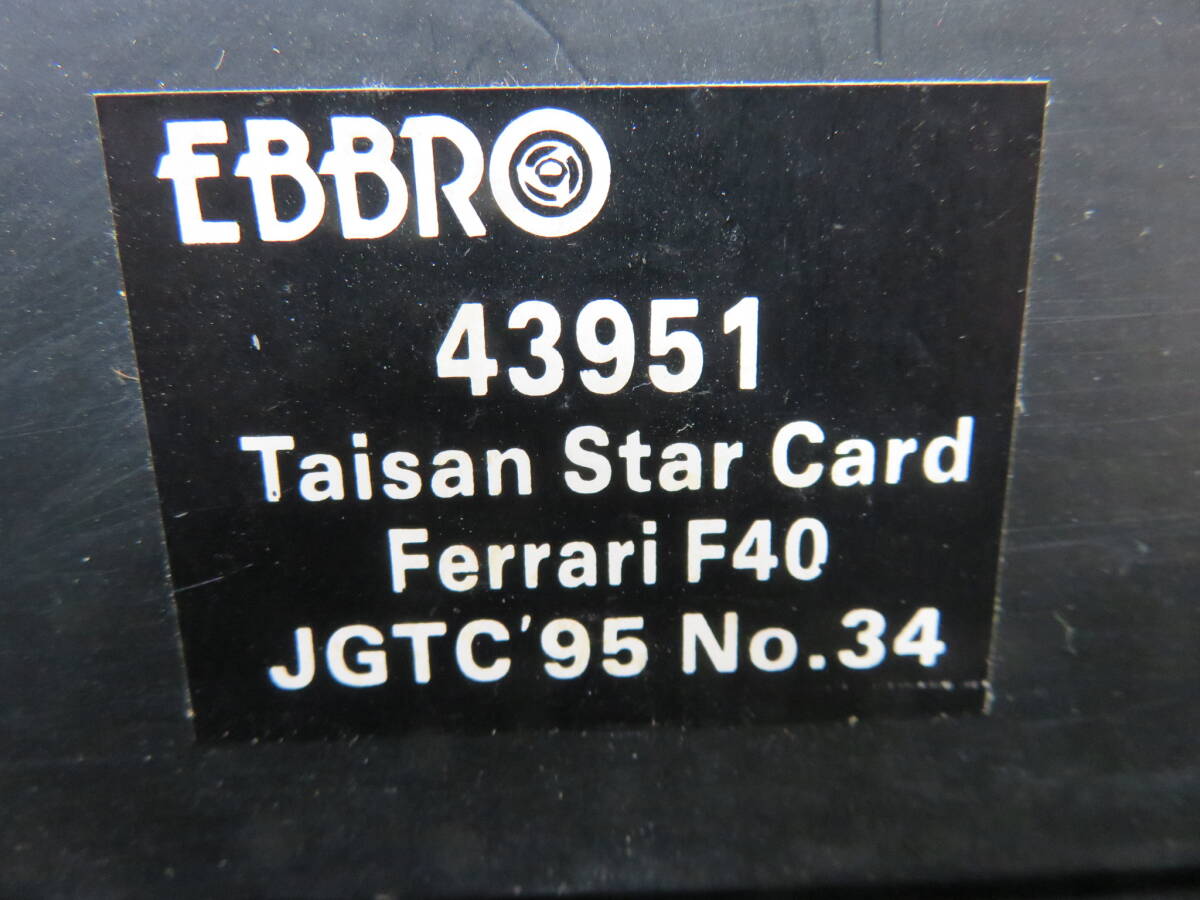 EBBRO
43951
Taisan Star Card
Ferrari F40
JGTC'95 No.34